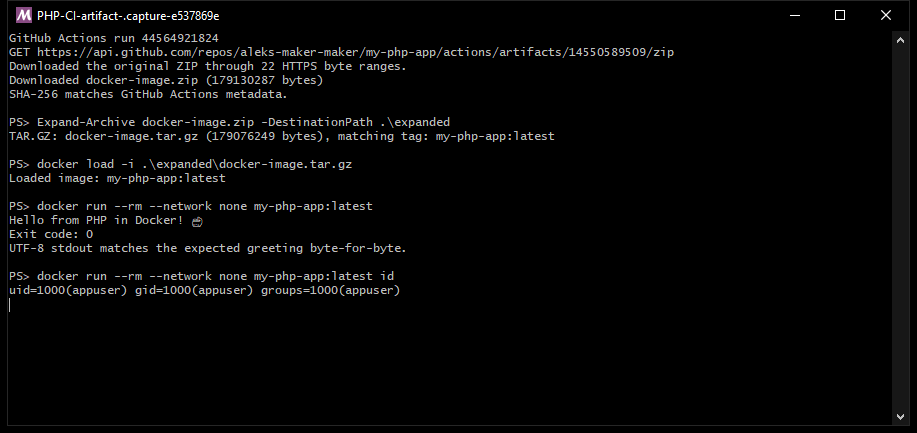 PHP-CI-artifact-.capture-e537869e
GitHub Actions run 44564921824
GET https://api.github.com/repos/aleks-maker-maker/my-php-app/actions/artifacts/14550589509/zip
Downloaded the original ZIP through 22 HTTPS byte ranges.
Downloaded docker-image.zip (179130287 bytes)
SHA-256 matches GitHub Actions metadata.
PS> Expand-Archive docker-image.zip -DestinationPath .\expanded
TAR.GZ: docker-image.tar.gz (179076249 bytes), matching tag: my-php-app:latest
PS> docker load -i .\expanded\docker-image.tar.gz
Loaded image: my-php-app:latest
PS> docker run --rm --network none my-php-app:latest
Hello from PHP in Docker! 🐳
Exit code: 0
UTF-8 stdout matches the expected greeting byte-for-byte.
PS> docker run --rm --network none my-php-app:latest id
uid=1000(appuser) gid=1000(appuser) groups=1000(appuser)